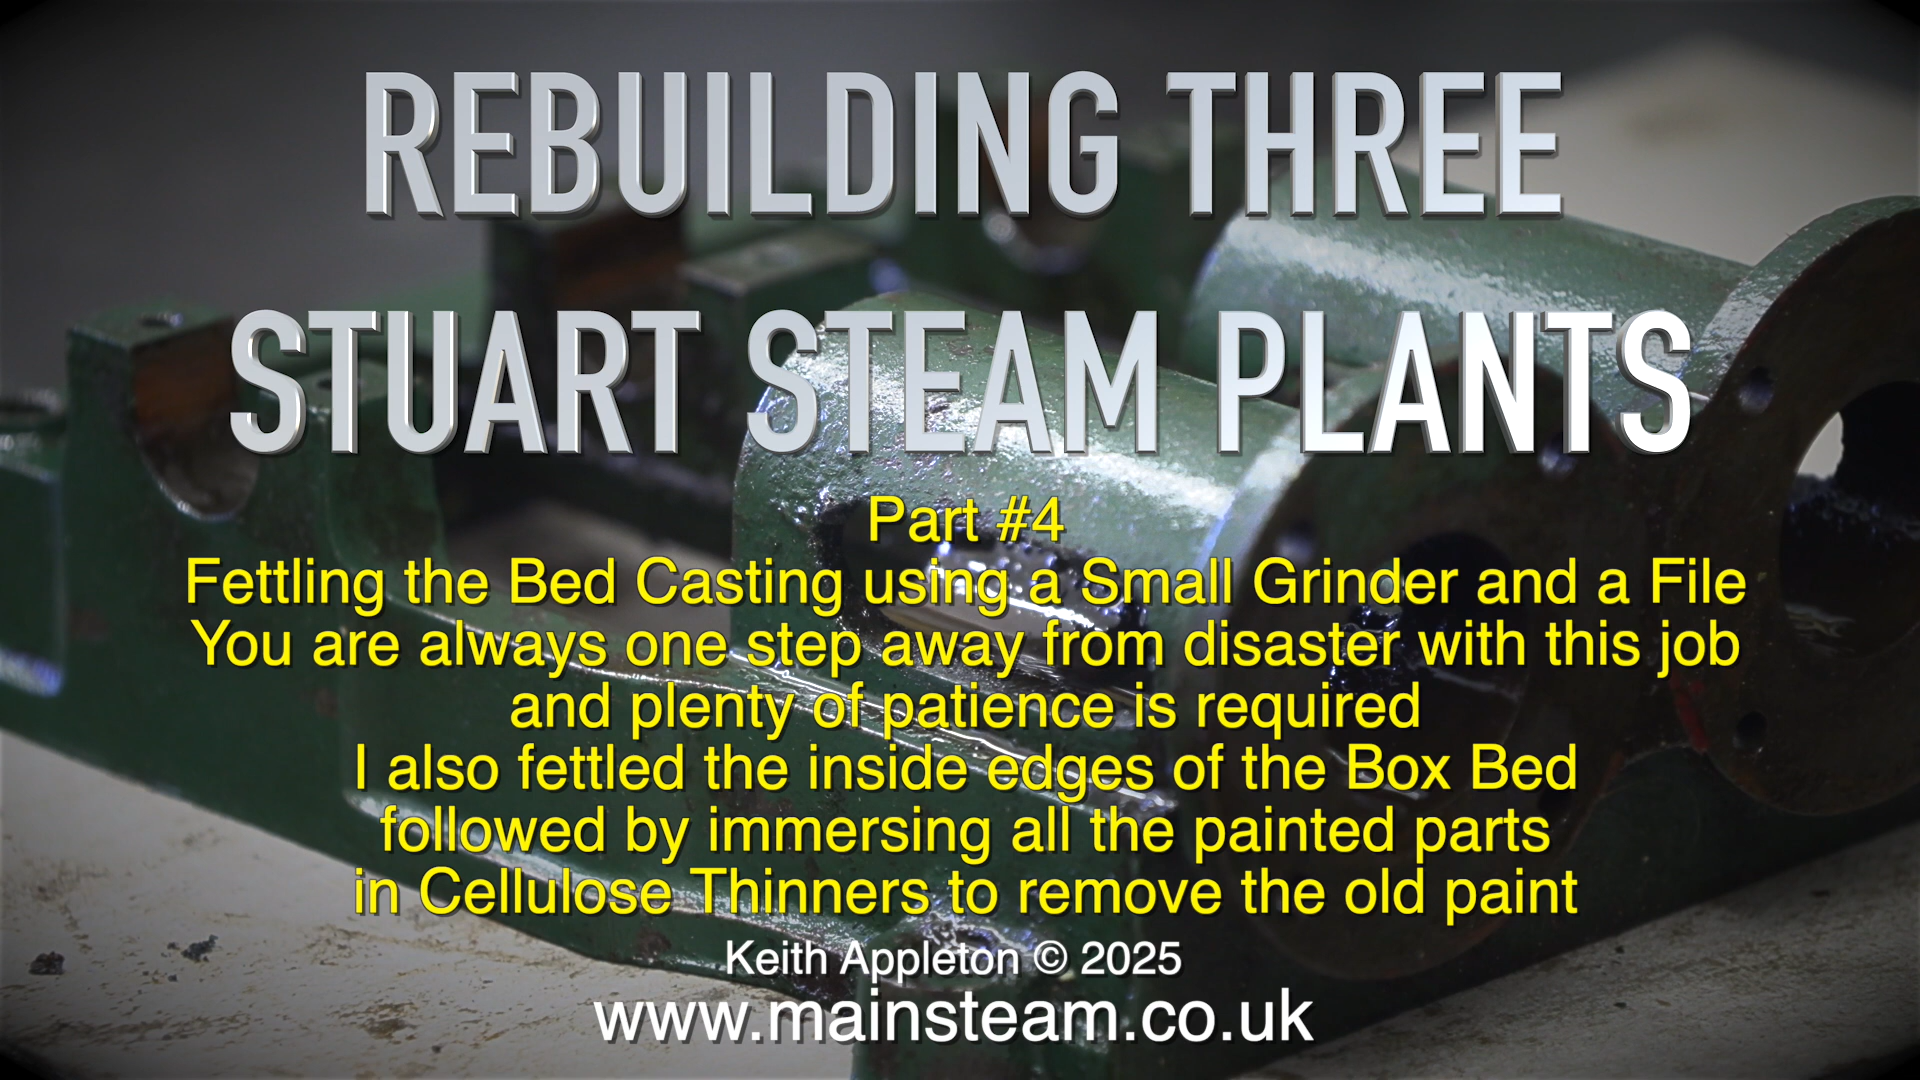 REBUILDING THREE
STUART STEAM PLANTS
Part #4
Fettling the Bed Casting using a Small Grinder and a File
You are always one step away from disaster with this job
and plenty of patience is required
I also fettled the inside edges of the Box Bed
followed by immersing all the painted parts
in Cellulose Thinners to remove the old paint
Keith Appleton © 2025
www.mainsteam.co.uk